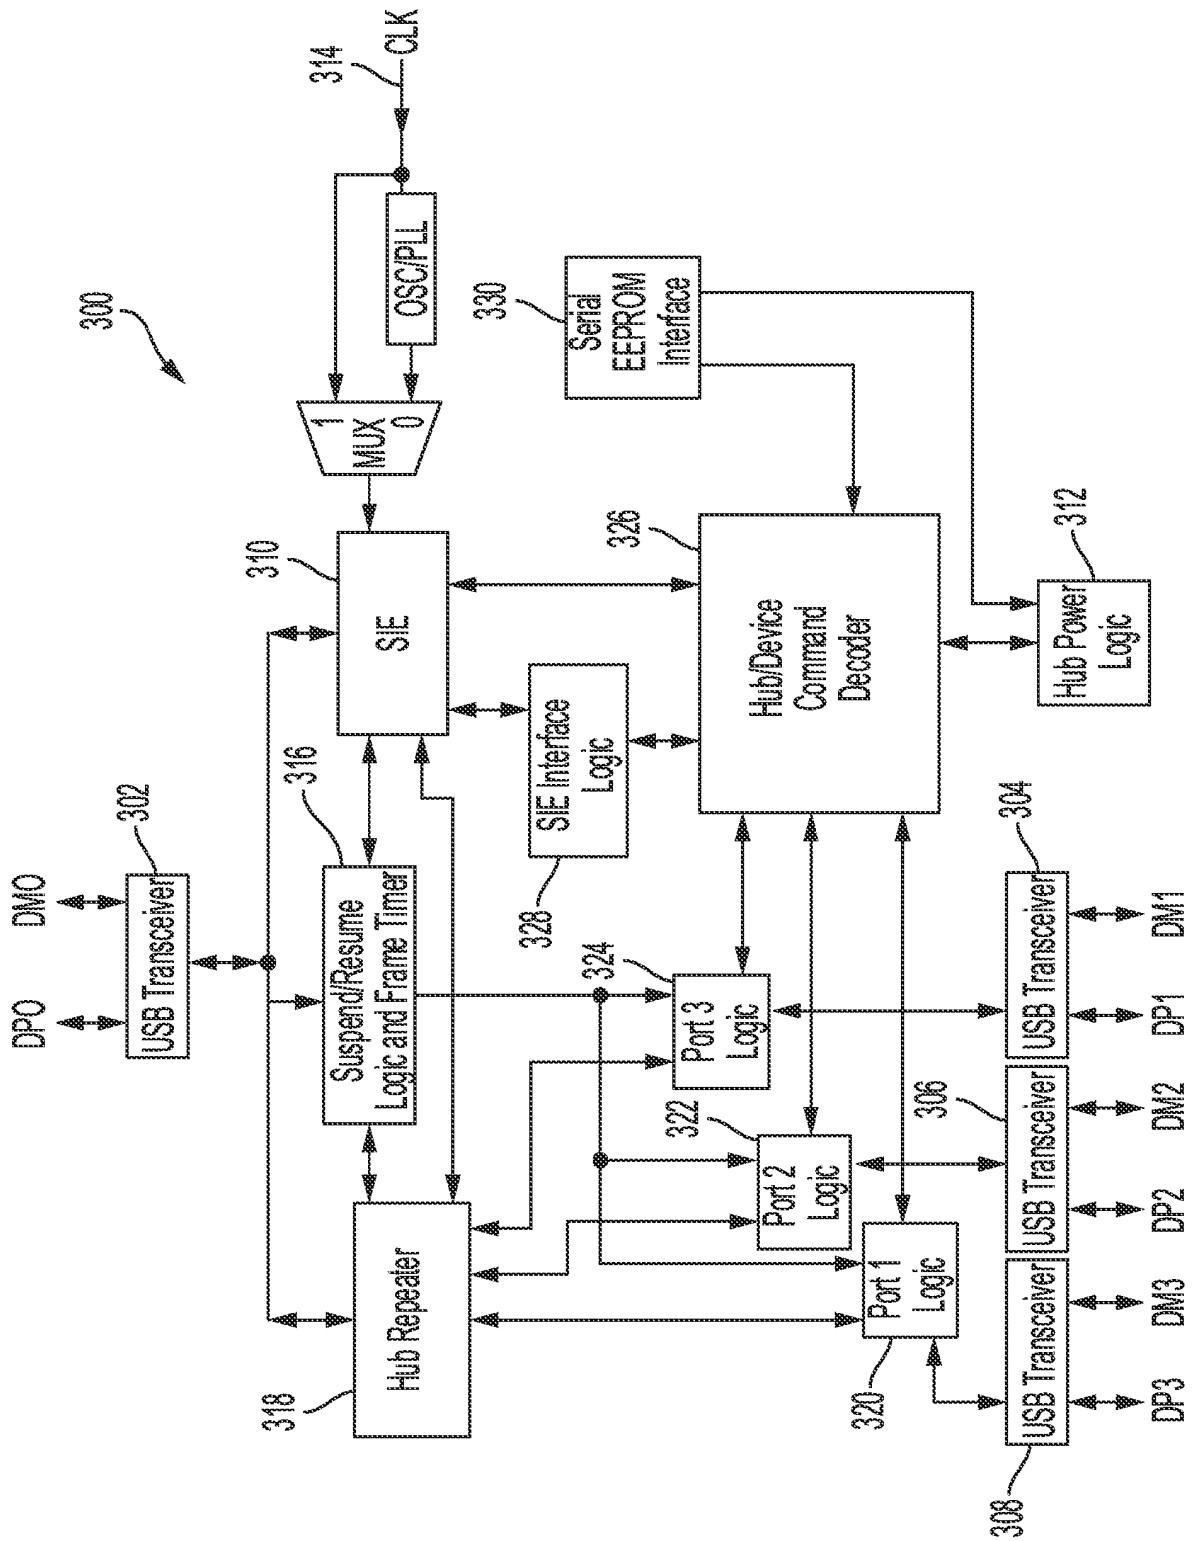 300
314
CLK
OSC/PLL
1
MUX
0
330
Serial
EEPROM
Interface
310
SIE
326
Hub/Device
Command
Decoder
312
Hub Power
Logic
DMO
DPO
302
USB Transceiver
316
Suspend/Resume
Logic and Frame Timer
328
SIE Interface
Logic
318
Hub Repeater
324
Port 3
Logic
322
Port 2
Logic
320
Port 1
Logic
304
USB Transceiver
DM1
DP1
306
USB Transceiver
DM2
DP2
308
USB Transceiver
DM3
DP3